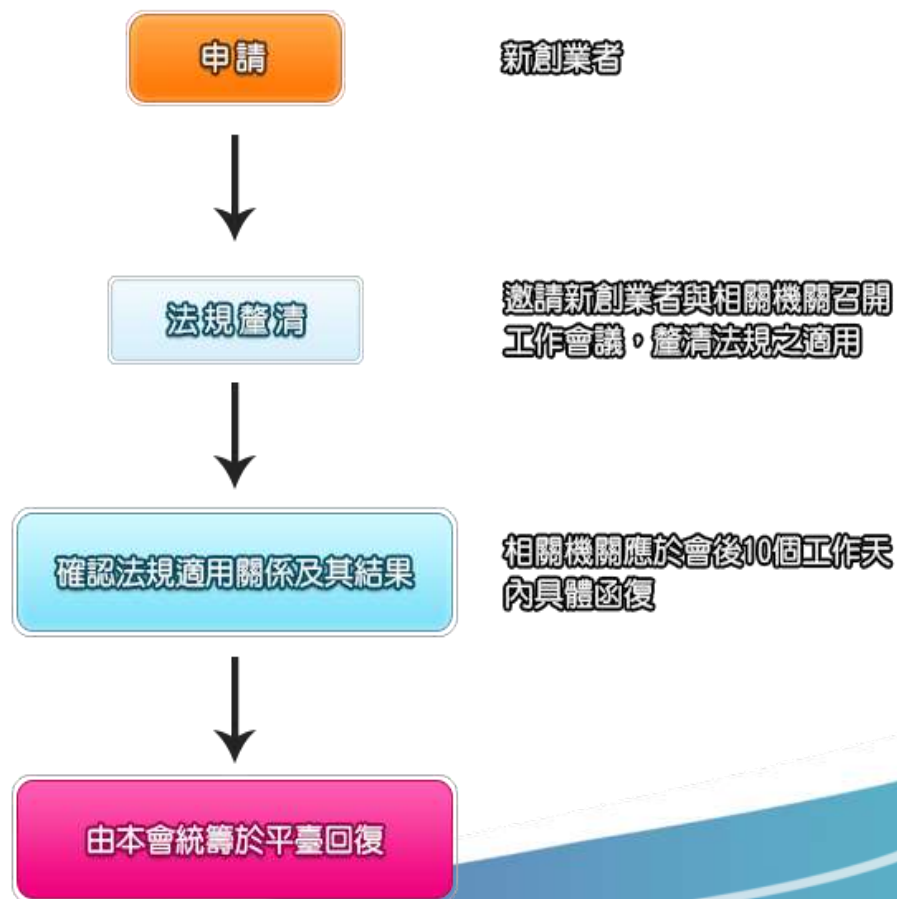 申請
新創業者
法規釐清
邀請新創業者與相關機關召開
工作會議，釐清法規之適用
確認法規適用關係及其結果
相關機關應於會後10個工作天
內具體函復
由本會統籌於平臺回復